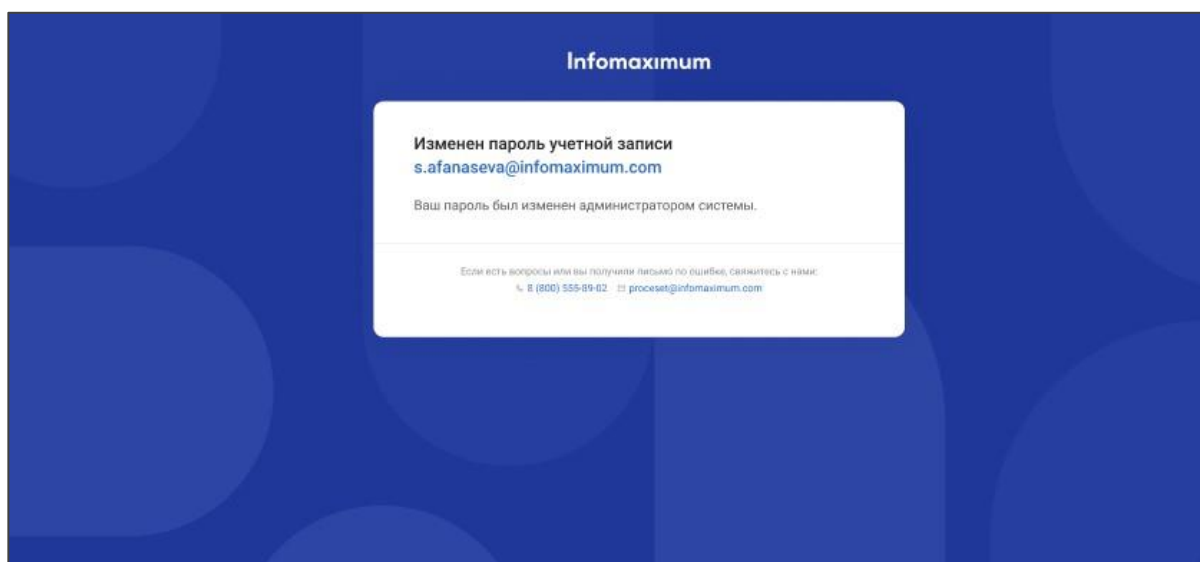 Infomaximum
Изменен пароль учетной записи
s.afanaseva@infomaximum.com
Ваш пароль был изменен администратором системы.
Если есть вопросы или вы получили письмо по ошибке, свяжитесь с нами:
8 (800) 555-89-02 proceset@infomaximum.com